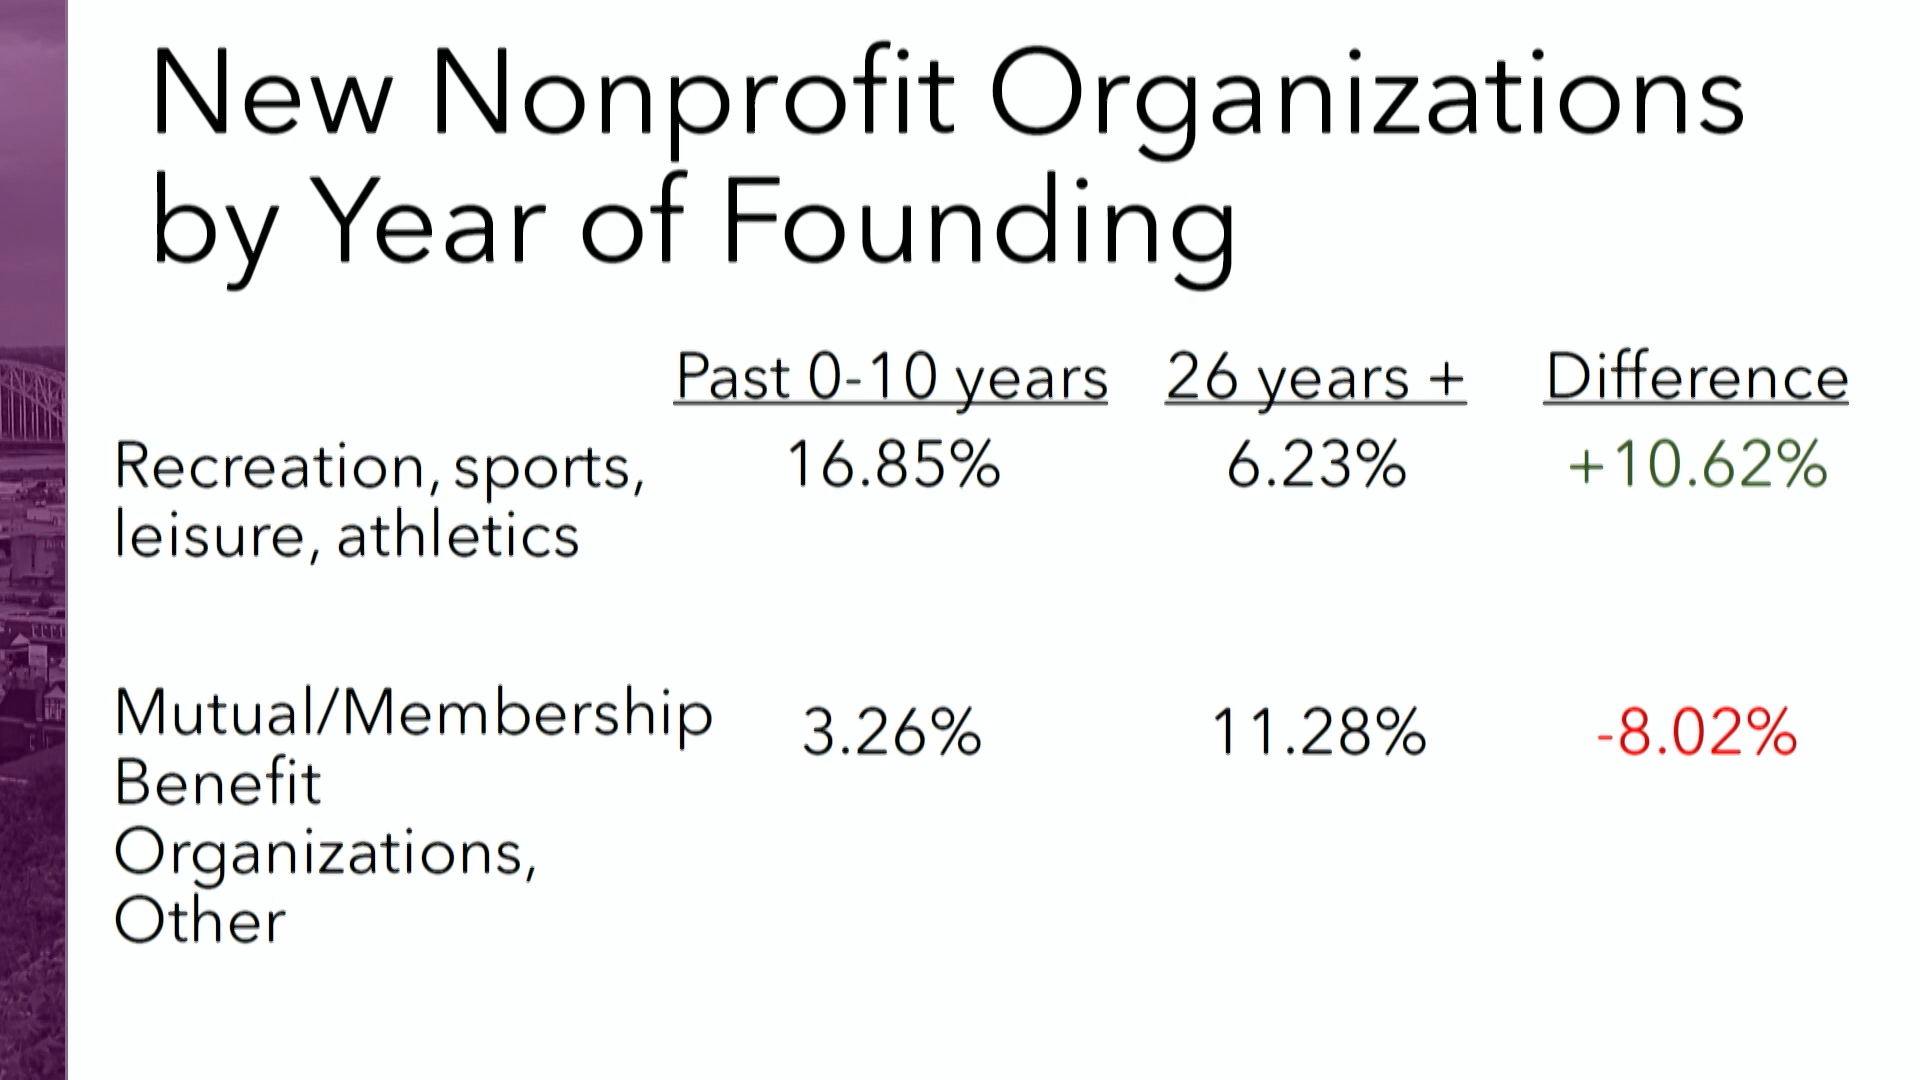 New Nonprofit Organizations
by Year of Founding
Past 0-10 years 26 years + Difference
Recreation, sports, 16.85% 6.23% +10.62%
leisure, athletics
Mutual/Membership 3.26% 11.28% -8.02%
Benefit
Organizations,
Other